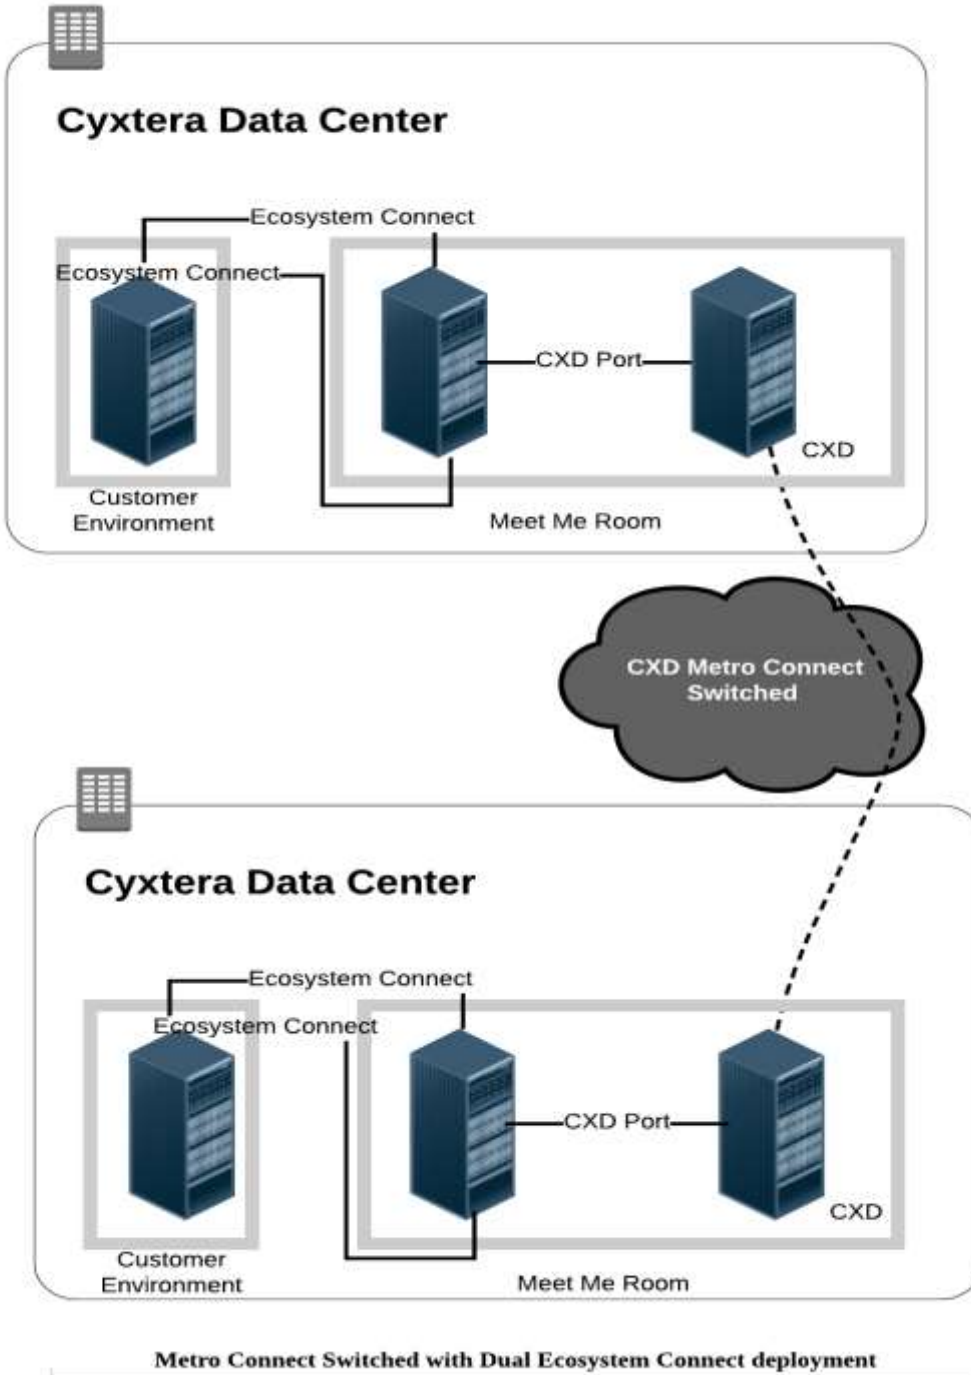 Cyxtera Data Center
Ecosystem Connect
Ecosystem Connect
CXD Port
CXD
Customer
Environment
Meet Me Room
CXD Metro Connect
Switched
Cyxtera Data Center
Ecosystem Connect
Ecosystem Connect
CXD Port
CXD
Customer
Environment
Meet Me Room
Metro Connect Switched with Dual Ecosystem Connect deployment